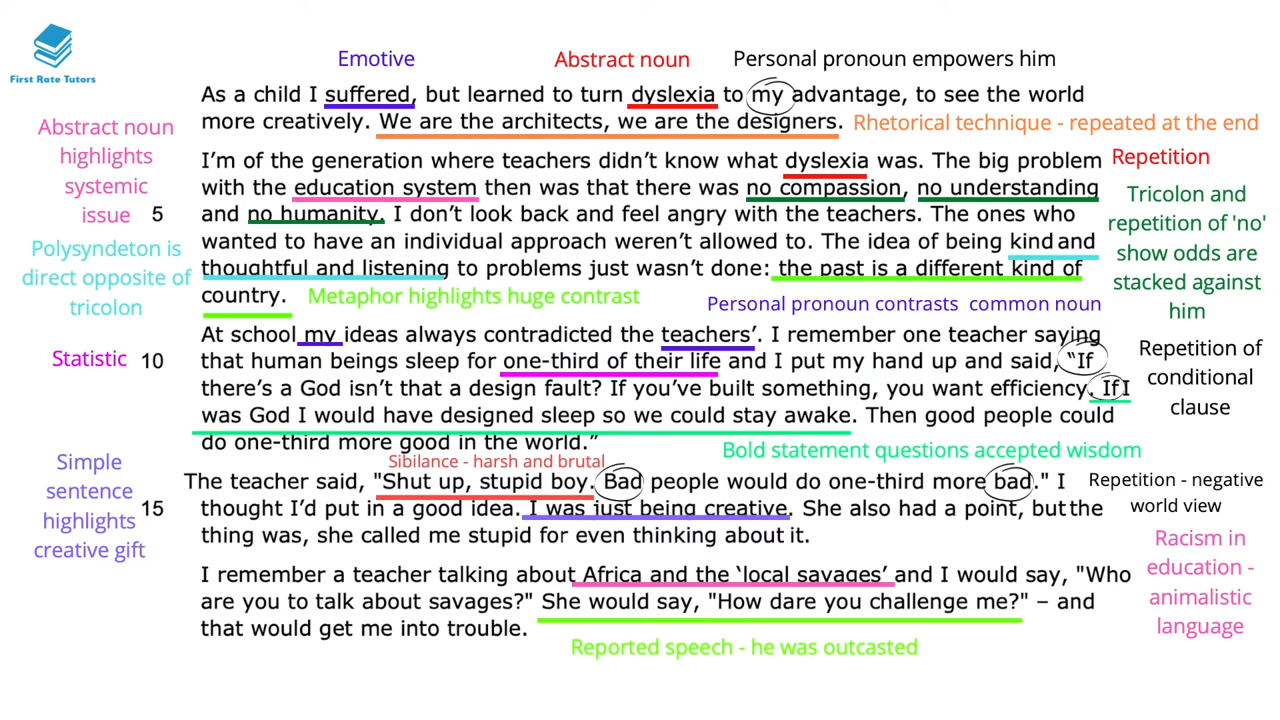 First Rate Tutors
Emotive
Abstract noun
Personal pronoun empowers him
As a child I suffered, but learned to turn dyslexia to my advantage, to see the world
more creatively. We are the architects, we are the designers.
Rhetorical technique - repeated at the end
Abstract noun
highlights
systemic
issue
I'm of the generation where teachers didn't know what dyslexia was. The big problem
Repetition
with the education system then was that there was no compassion, no understanding
5
and no humanity. I don't look back and feel angry with the teachers. The ones who
wanted to have an individual approach weren't allowed to. The idea of being kind and
thoughtful and listening to problems just wasn't done: the past is a different kind of
country.
Tricolon and
repetition of 'no'
show odds are
stacked against
him
Polysyndeton is
direct opposite of
tricolon
Metaphor highlights huge contrast
Personal pronoun contrasts common noun
At school my ideas always contradicted the teachers'. I remember one teacher saying
Statistic
10
that human beings sleep for one-third of their life and I put my hand up and said, "If
there's a God isn't that a design fault? If you've built something, you want efficiency. If I
was God I would have designed sleep so we could stay awake. Then good people could
do one-third more good in the world."
Repetition of
conditional
clause
Bold statement questions accepted wisdom
Sibilance - harsh and brutal
Simple
sentence
highlights
creative gift
The teacher said, "Shut up, stupid boy. Bad people would do one-third more bad." I
15
thought I'd put in a good idea. I was just being creative. She also had a point, but the
thing was, she called me stupid for even thinking about it.
Repetition - negative
world view
I remember a teacher talking about Africa and the 'local savages' and I would say, "Who
are you to talk about savages?" She would say, "How dare you challenge me?" – and
that would get me into trouble.
Racism in
education -
animalistic
language
Reported speech - he was outcasted